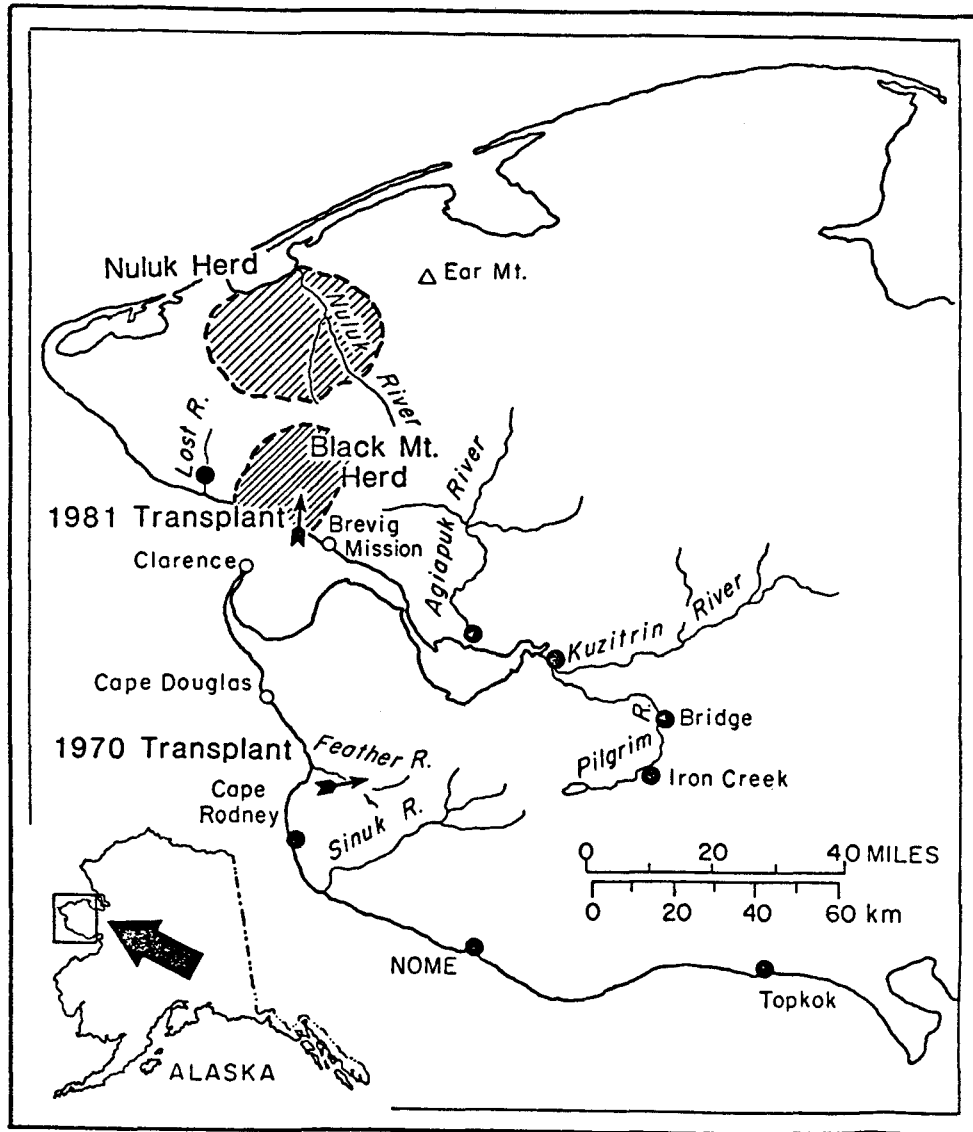 Nuluk Herd
Ear Mt.
Nuluk
River
Lost R.
Black Mt.
Herd
River
Agiapuk
1981 Transplant
Brevig
Mission
Clarence
Kuzitrin River
Cape Douglas
R.
Bridge
Pilgrim
1970 Transplant
Feather R.
Iron Creek
Cape
Rodney
Sinuk R.
0 20 40 MILES
0 20 40 60 km
NOME
Topkok
ALASKA